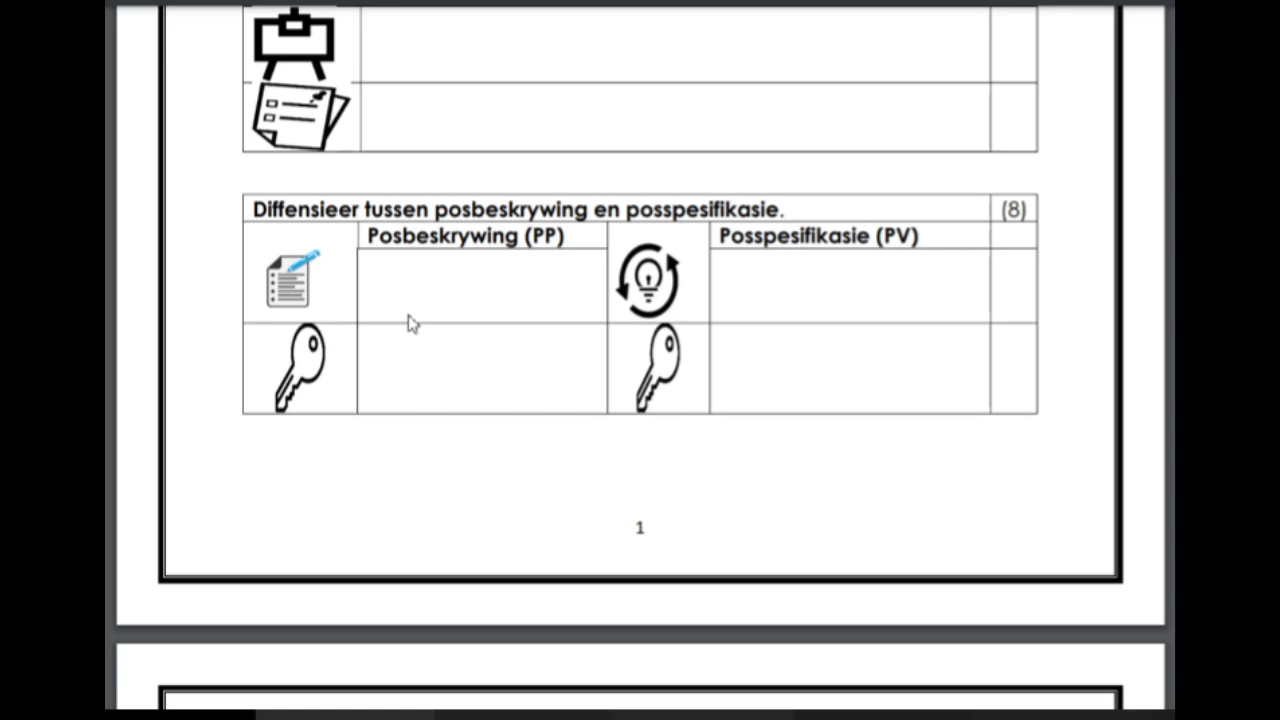 Diffensieer tussen posbeskrywing en posspesifikasie. (8)
Posbeskrywing (PP) Posspesifikasie (PV)
1